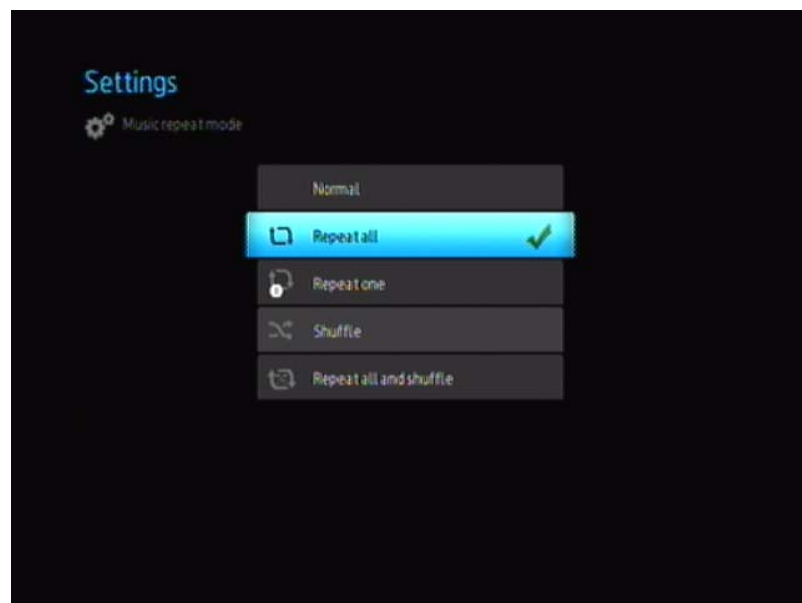 Settings
Music repeat mode
Normal
Repeat all
Repeat one
Shuffle
Repeat all and shuffle